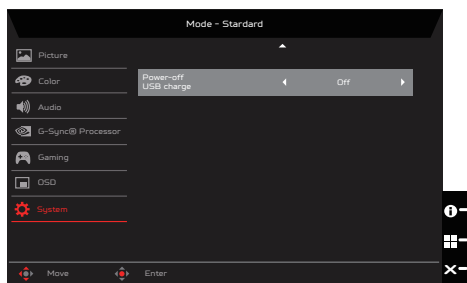 Mode - Stardard
Picture
Color
Power-off
USB charge
Off
Audio
G-Sync® Processor
Gaming
OSD
System
Move
Enter